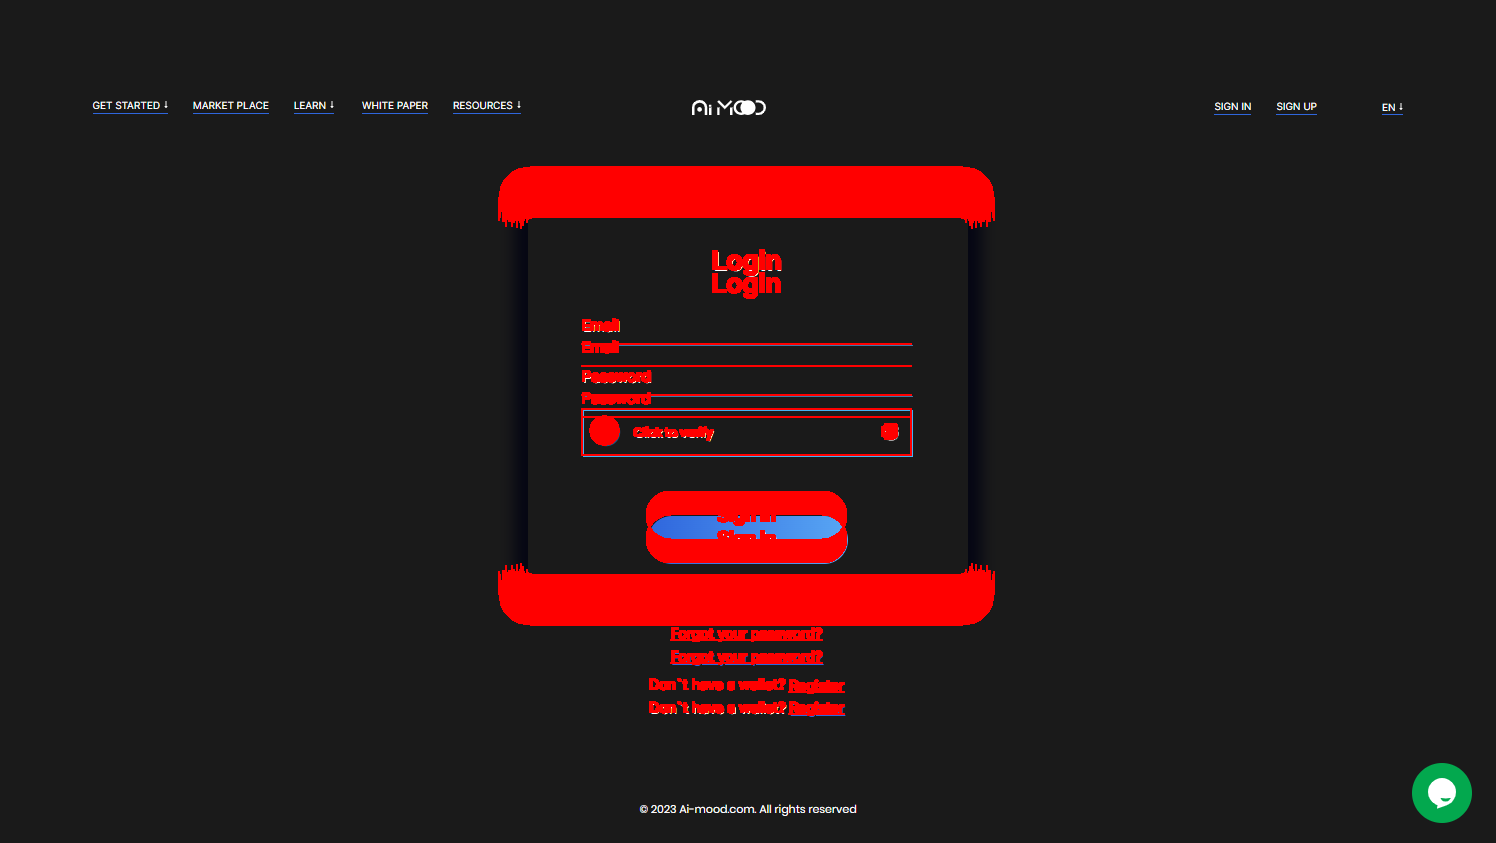 GET STARTED MARKET PLACE LEARN WHITE PAPER RESOURCES Ai MOOD SIGN IN SIGN UP EN
Login
Login
Email
Email
Password
Password
Click to verify
Sign in
Sign in
Forgot your password?
Forgot your password?
Don`t have a wallet? Register
Don`t have a wallet? Register
© 2023 Ai-mood.com. All rights reserved